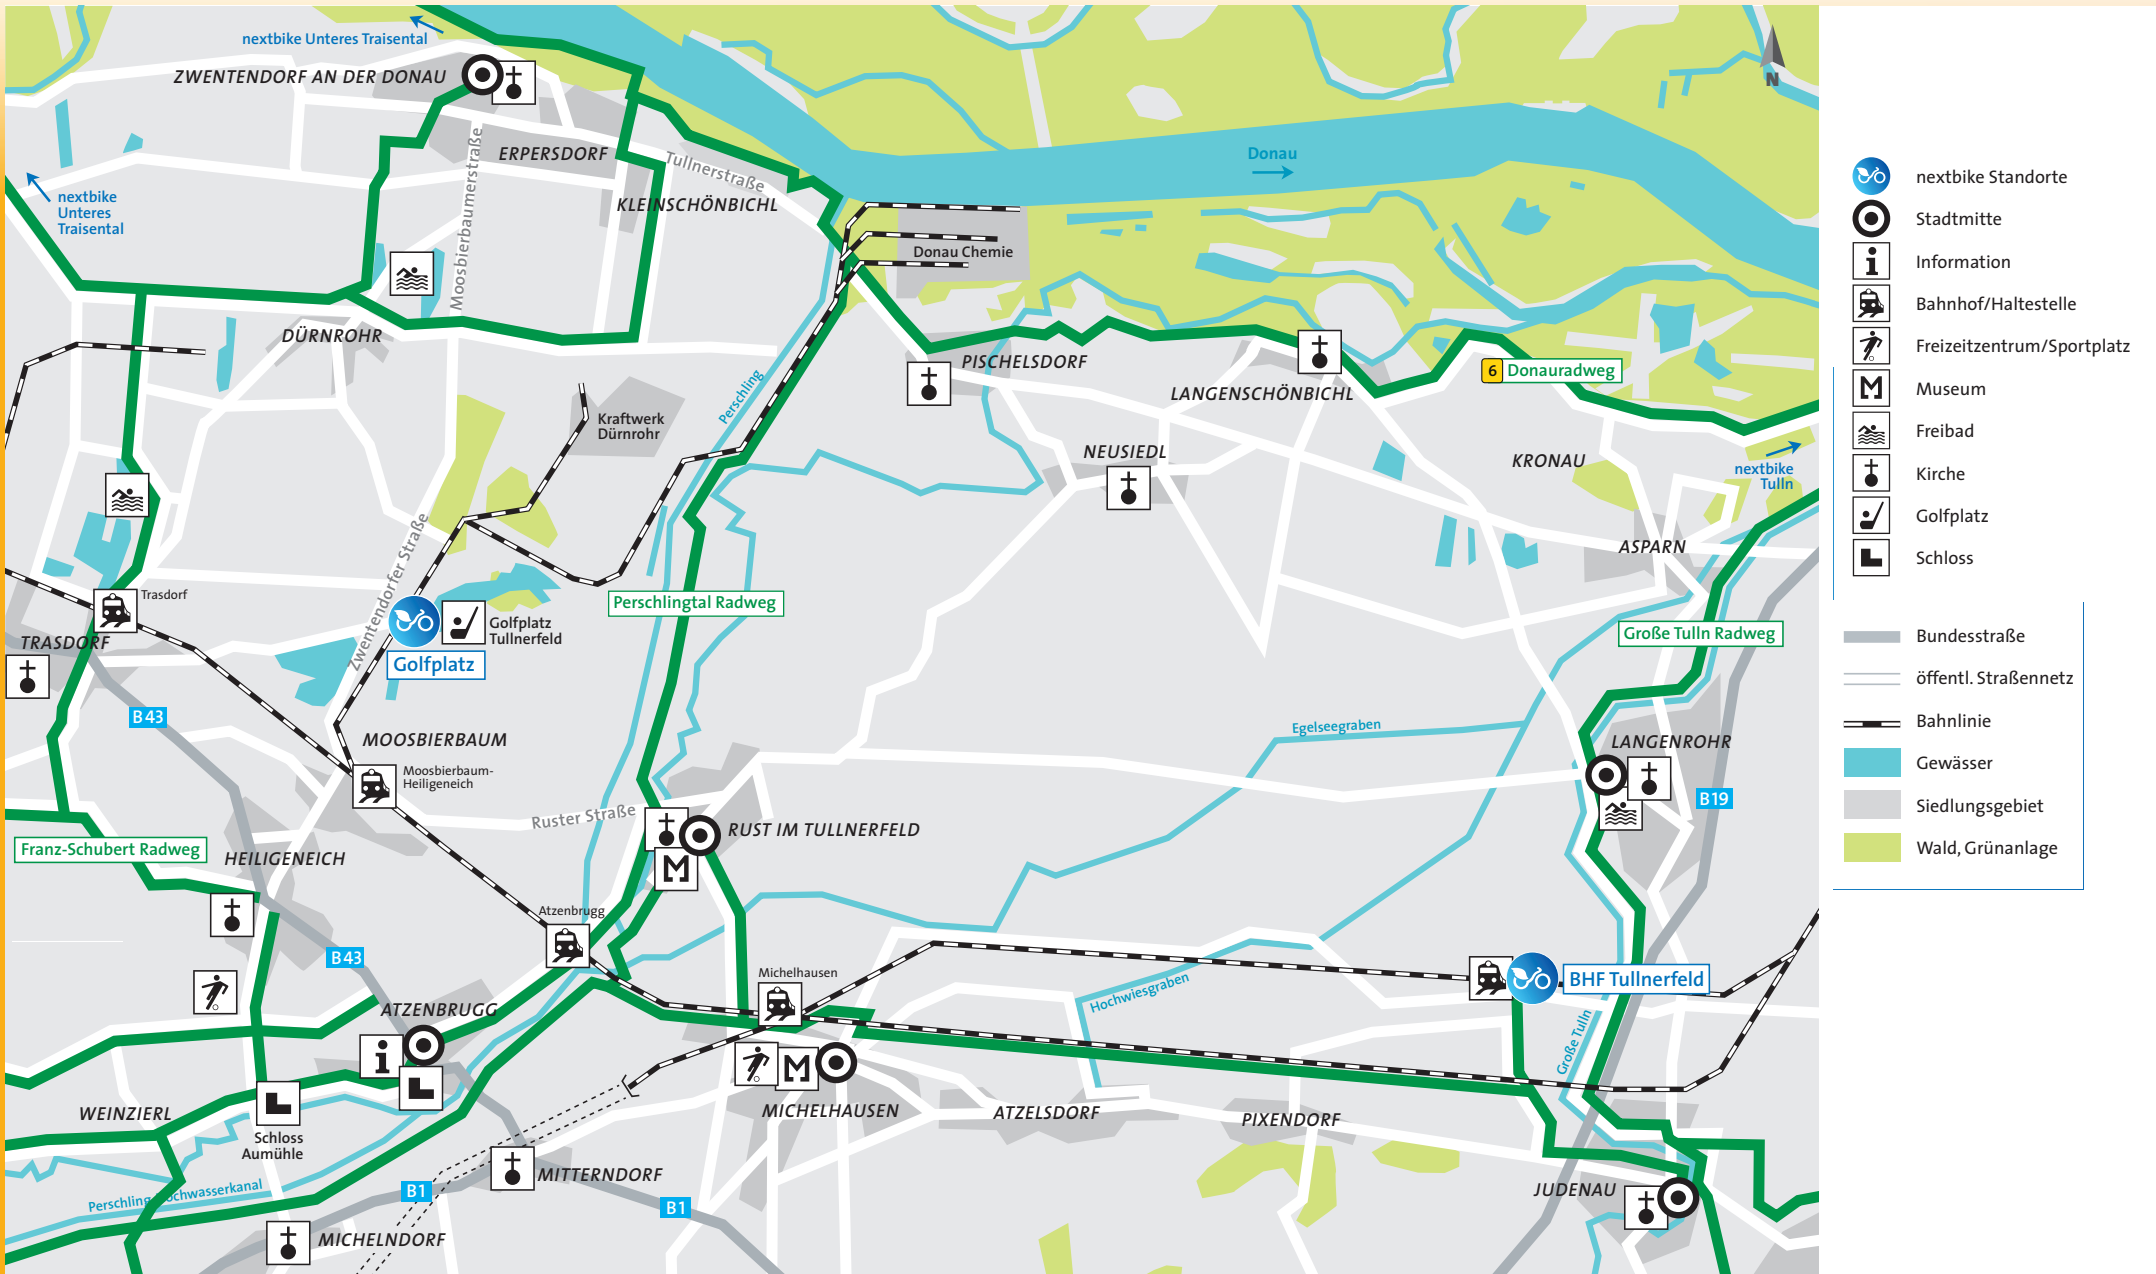 nextbike Unteres Traisental
ZWENTENDORF AN DER DONAU
N
ERPERSDORF
Tullnerstraße
Donau
nextbike
Unteres
Traisental
KLEINSCHÖNBICHL
Moosbierbaumerstraße
Donau Chemie
DÜRNROHR
PISCHELSDORF
LANGENSCHÖNBICHL
6 Donauradweg
Perschling
Kraftwerk
Dürnrohr
NEUSIEDL
KRONAU
nextbike
Tulln
Zwentendorfer Straße
ASPARN
Trasdorf
Perschlingtal Radweg
Golfplatz
Tullnerfeld
Große Tulln Radweg
TRASDORF
Golfplatz
B43
Egelseegraben
MOOSBIERBAUM
LANGENROHR
Moosbierbaum-
Heiligeneich
B19
Ruster Straße
RUST IM TULLNERFELD
Franz-Schubert Radweg
HEILIGENEICH
Atzenbrugg
B43
Michelhausen
BHF Tullnerfeld
Hochwiesgraben
ATZENBRUGG
Große Tulln
WEINZIERL
MICHELHAUSEN
ATZELSDORF
PIXENDORF
Schloss
Aumühle
MITTERNDORF
Perschling Hochwasserkanal
B1
B1
JUDENAU
MICHELNDORF
nextbike Standorte
Stadtmitte
i Information
Bahnhof/Haltestelle
Freizeitzentrum/Sportplatz
M Museum
Freibad
Kirche
Golfplatz
Schloss
Bundesstraße
öffentl. Straßennetz
Bahnlinie
Gewässer
Siedlungsgebiet
Wald, Grünanlage